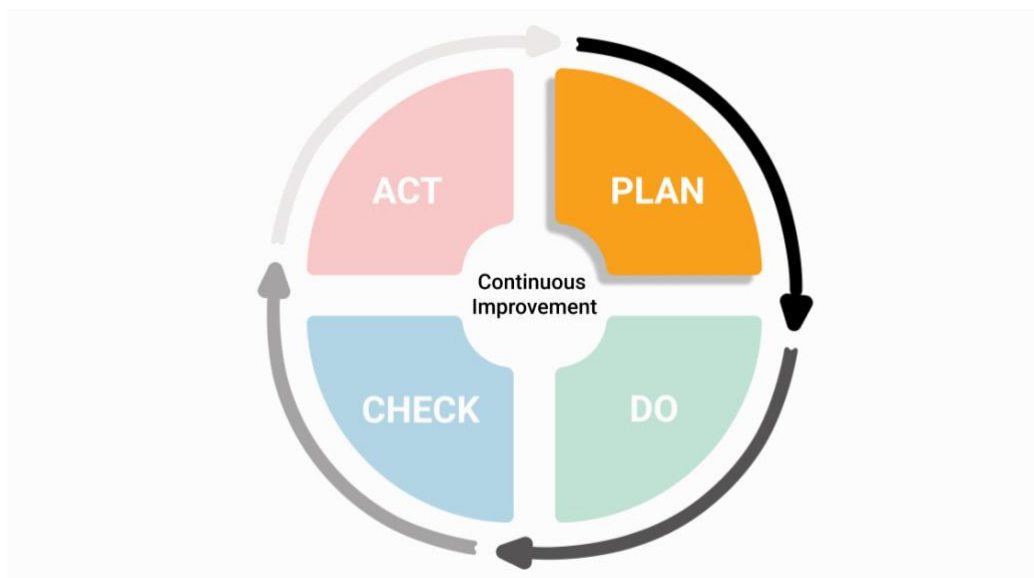 ACT
PLAN
Continuous
Improvement
CHECK
DO